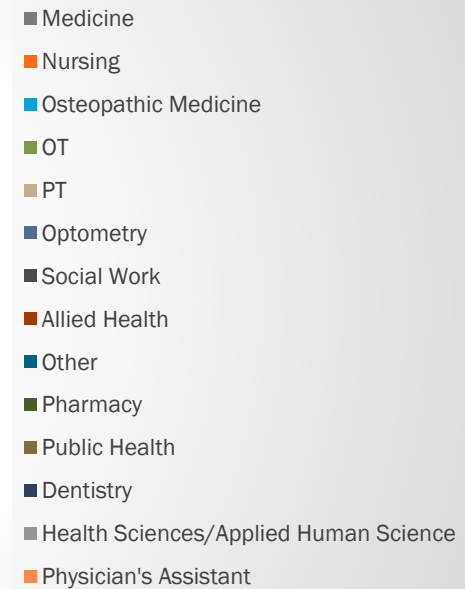 Medicine
Nursing
Osteopathic Medicine
OT
PT
Optometry
Social Work
Allied Health
Other
Pharmacy
Public Health
Dentistry
Health Sciences/Applied Human Science
Physician's Assistant